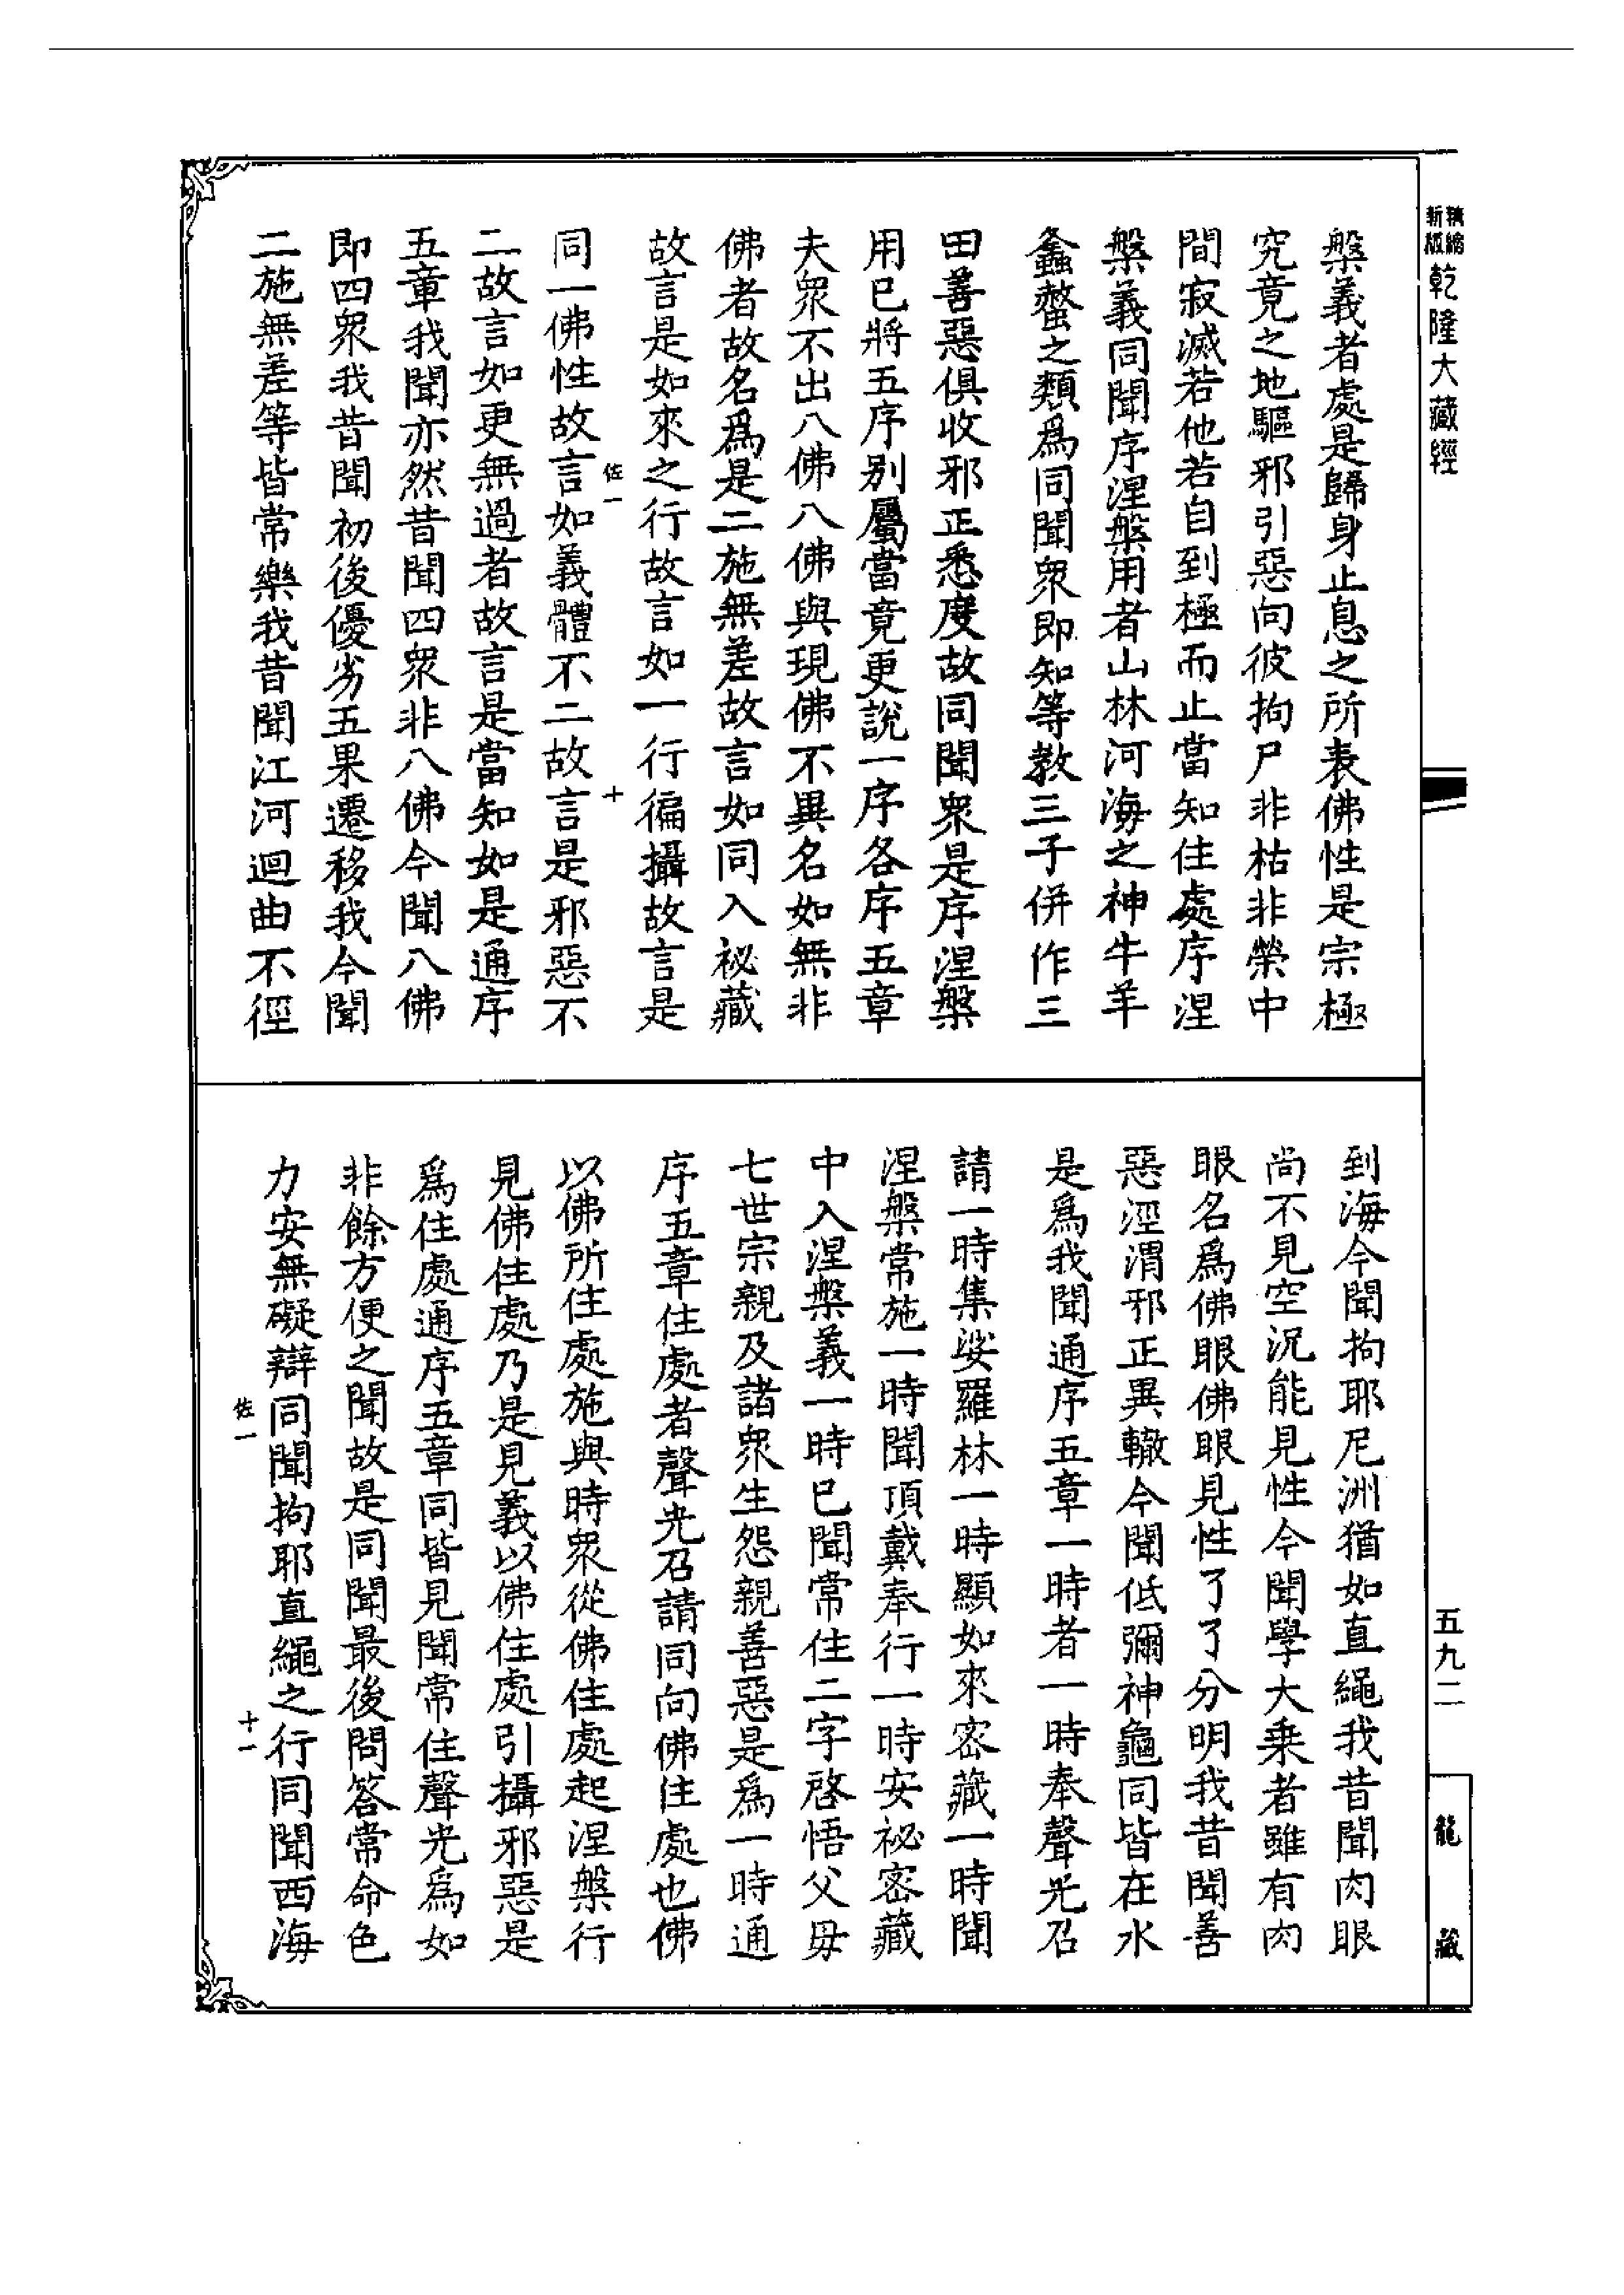 新版精縮乾隆大藏經
槃義者處是歸身止息之所表佛性是宗極
究竟之地驅邪引惡向彼拘尸非枯非榮中
間寂滅若他若自到極而止當知住處序涅
槃義同聞序涅槃用者山林河海之神牛羊
蠡螫之類爲同聞衆即知等教三子併作三
田善惡俱收邪正悉度故同聞衆是序涅槃
用已將五序别屬當竟更說一序各序五章
夫衆不出八佛八佛與現佛不異名如無非
佛者故名爲是二施無差故言如同入祕藏
故言是如來之行故言如一行徧攝故言是
同一佛性故言如義體不二故言是邪惡不
二故言如更無過者故言是當知如是通序
五章我聞亦然昔聞四衆非八佛今聞八佛
即四衆我昔聞初後優劣五果遷移我今聞
二施無差等皆常樂我昔聞江河迴曲不徑
佐一
十
到海今聞拘耶尼洲猶如直繩我昔聞肉眼
尚不見空況能見性今聞學大乘者雖有肉
眼名爲佛眼佛眼見性了了分明我昔聞善
惡涇渭邪正異轍今聞低彌神龜同皆在水
是爲我聞通序五章一時者一時奉聲光召
請一時集娑羅林一時顯如來密藏一時聞
涅槃常施一時聞頂戴奉行一時安祕密藏
中入涅槃義一時已聞常住二字啓悟父母
七世宗親及諸衆生怨親善惡是爲一時通
序五章住處者聲光召請同向佛住處也佛
以佛所住處施與時衆從佛住處起涅槃行
見佛住處乃是見義以佛住處引攝邪惡是
爲住處通序五章同皆見聞常住聲光爲如
非餘方便之聞故是同聞最後問答常命色
力安無礙辯同聞拘耶直繩之行同聞西海
佐一
十一
五九二
龍藏